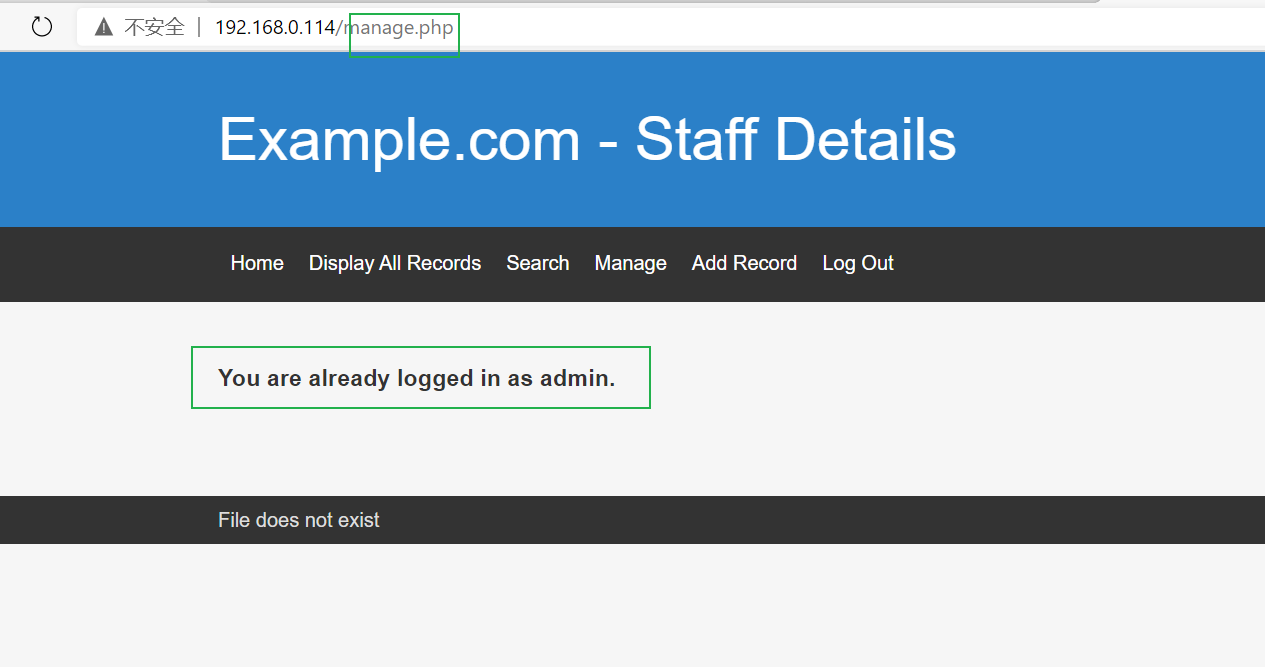 不安全 | 192.168.0.114/manage.php
Example.com - Staff Details
Home Display All Records Search Manage Add Record Log Out
You are already logged in as admin.
File does not exist